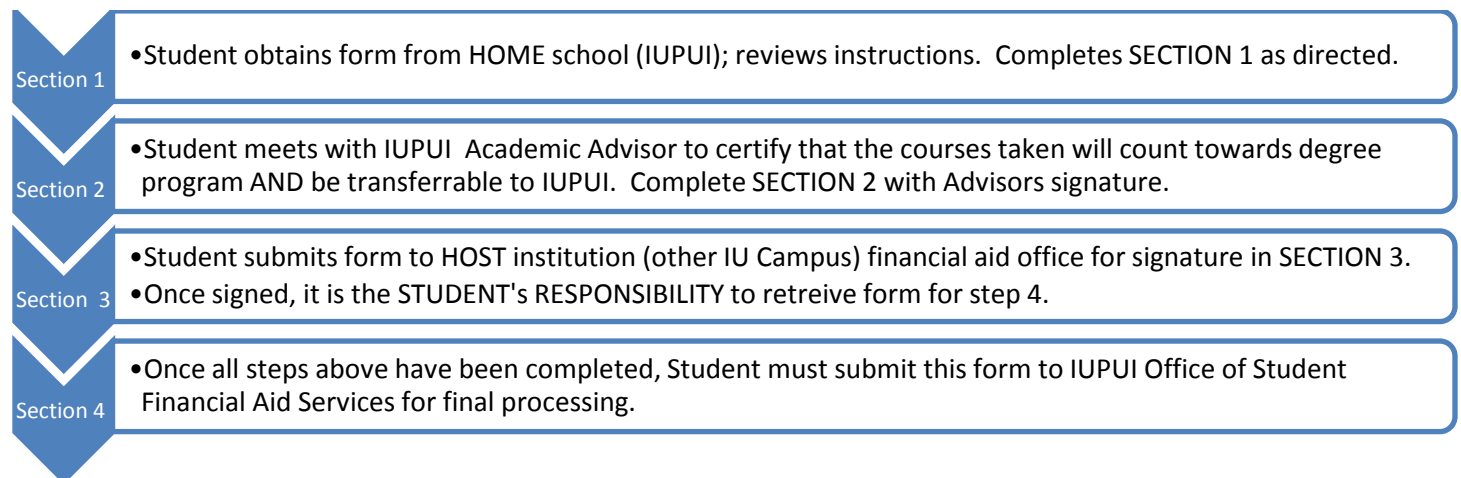 Section 1
•Student obtains form from HOME school (IUPUI); reviews instructions.  Completes SECTION 1 as directed.
Section 2
•Student meets with IUPUI  Academic Advisor to certify that the courses taken will count towards degree
program AND be transferrable to IUPUI.  Complete SECTION 2 with Advisors signature.
Section  3
•Student submits form to HOST institution (other IU Campus) financial aid office for signature in SECTION 3.
•Once signed, it is the STUDENT's RESPONSIBILITY to retreive form for step 4.
Section 4
•Once all steps above have been completed, Student must submit this form to IUPUI Office of Student
Financial Aid Services for final processing.